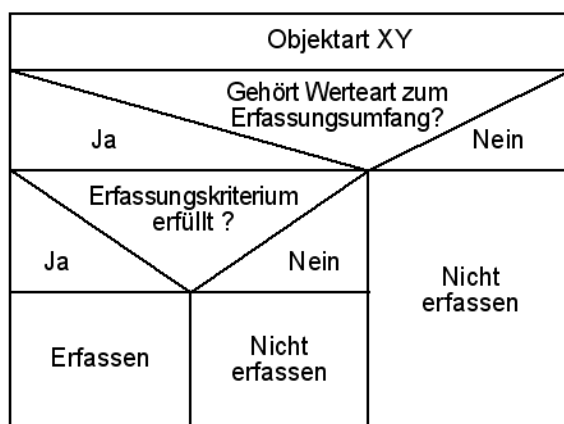 Objektart XY
Gehört Werteart zum
Erfassungsumfang?
Ja
Nein
Erfassungskriterium
erfüllt ?
Ja
Nein
Nicht
erfassen
Erfassen
Nicht
erfassen